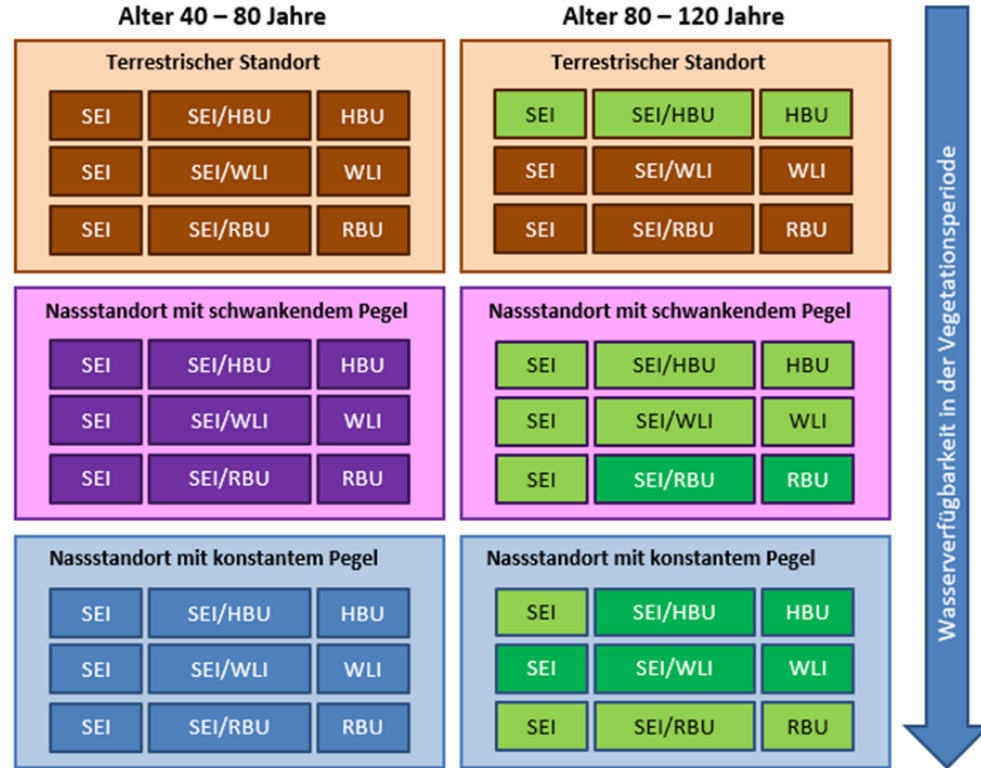 Alter 40 – 80 Jahre
Terrestrischer Standort
SEI SEI/HBU HBU
SEI SEI/WLI WLI
SEI SEI/RBU RBU
Nassstandort mit schwankendem Pegel
SEI SEI/HBU HBU
SEI SEI/WLI WLI
SEI SEI/RBU RBU
Nassstandort mit konstantem Pegel
SEI SEI/HBU HBU
SEI SEI/WLI WLI
SEI SEI/RBU RBU
Alter 80 – 120 Jahre
Terrestrischer Standort
SEI SEI/HBU HBU
SEI SEI/WLI WLI
SEI SEI/RBU RBU
Nassstandort mit schwankendem Pegel
SEI SEI/HBU HBU
SEI SEI/WLI WLI
SEI SEI/RBU RBU
Nassstandort mit konstantem Pegel
SEI SEI/HBU HBU
SEI SEI/WLI WLI
SEI SEI/RBU RBU
Wasserverfügbarkeit in der Vegetationsperiode